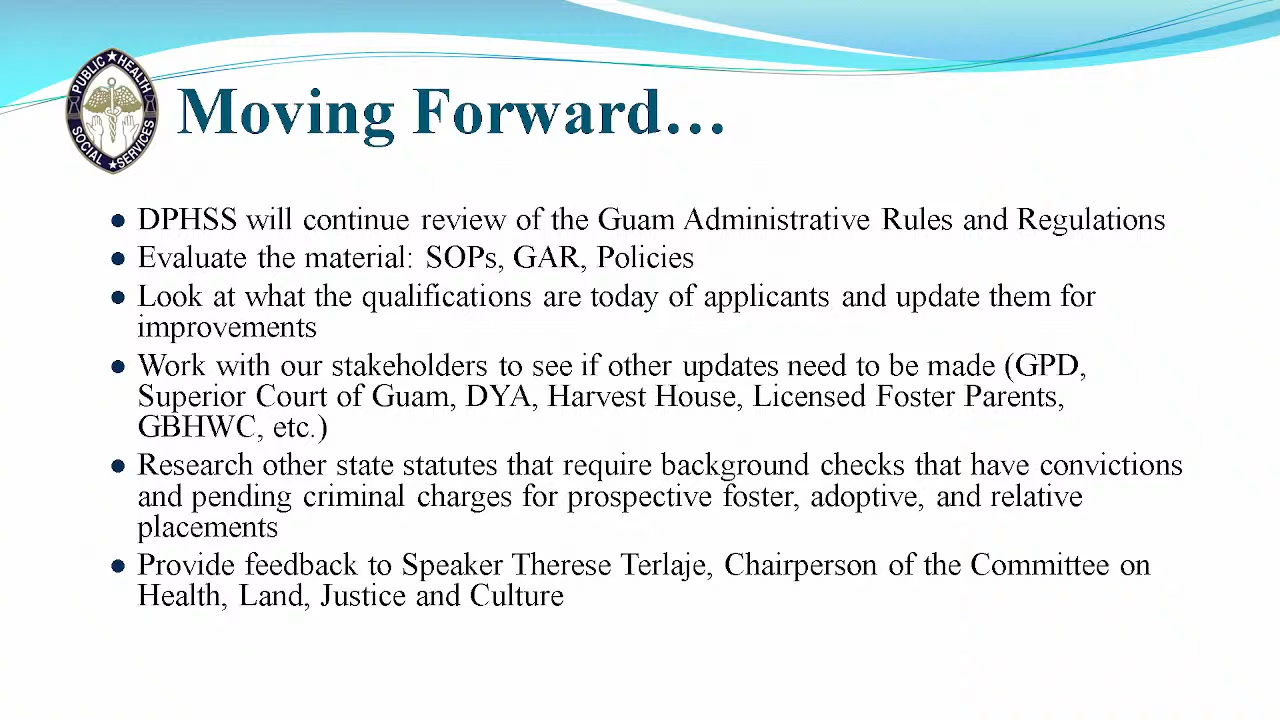 PUBLIC HEALTH
SOCIAL SERVICES
Moving Forward…
● DPHSS will continue review of the Guam Administrative Rules and Regulations
● Evaluate the material: SOPs, GAR, Policies
● Look at what the qualifications are today of applicants and update them for
improvements
● Work with our stakeholders to see if other updates need to be made (GPD,
Superior Court of Guam, DYA, Harvest House, Licensed Foster Parents,
GBHWC, etc.)
● Research other state statutes that require background checks that have convictions
and pending criminal charges for prospective foster, adoptive, and relative
placements
● Provide feedback to Speaker Therese Terlaje, Chairperson of the Committee on
Health, Land, Justice and Culture